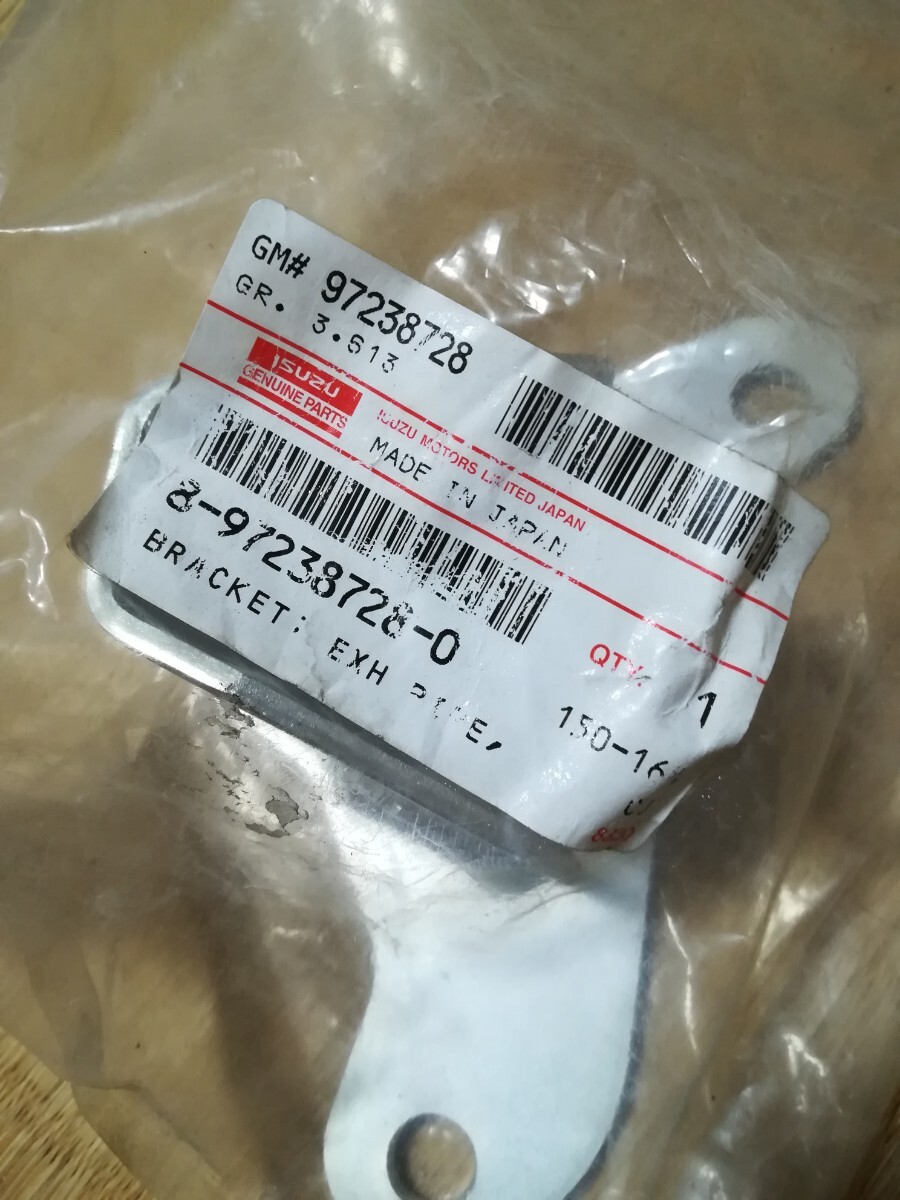 GM# 97238728
GR. 3.613
ISUZU
GENUINE PARTS
ISUZU MOTORS LIMITED JAPAN
MADE IN JAPAN
8-97238728-0
QTY. 1
BRACKET; EXH PIPE,
150-16